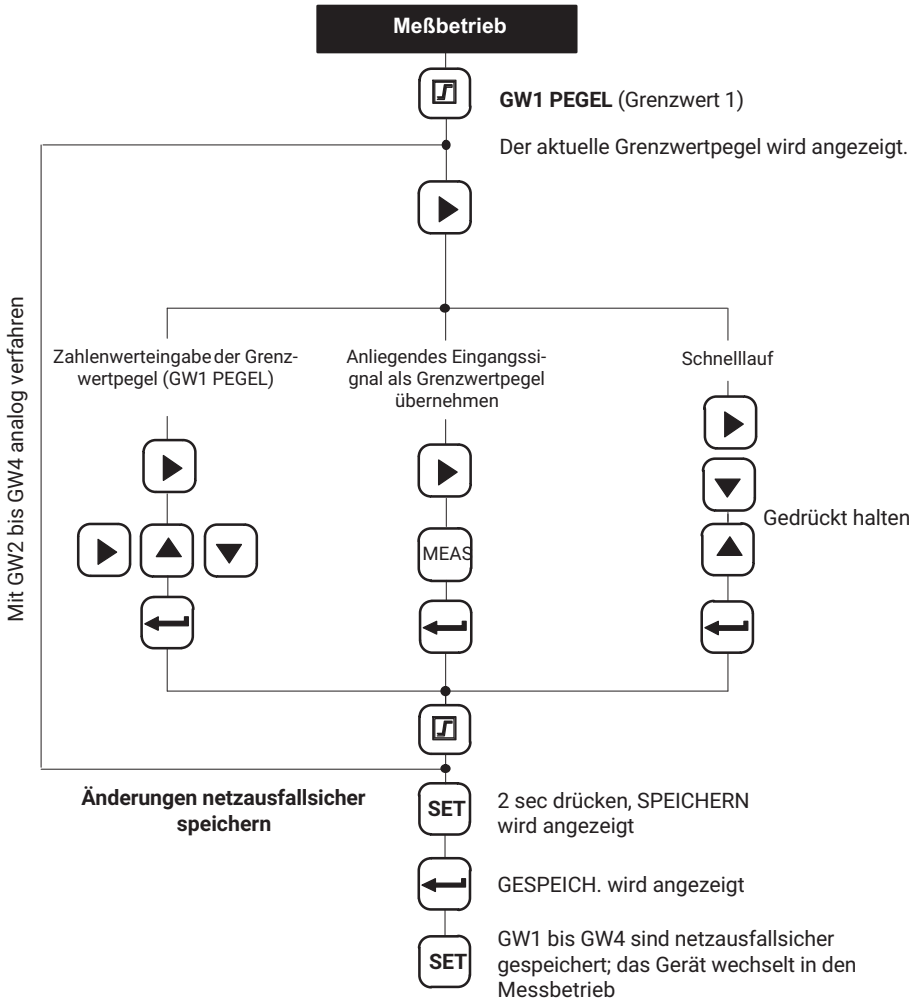 Meßbetrieb
GW1 PEGEL (Grenzwert 1)
Der aktuelle Grenzwertpegel wird angezeigt.
Mit GW2 bis GW4 analog verfahren
Zahlenwerteingabe der Grenz-
wertpegel (GW1 PEGEL)
Anliegendes Eingangssi-
gnal als Grenzwertpegel
übernehmen
MEAS
Schnelllauf
Gedrückt halten
Änderungen netzausfallsicher
speichern
SET
2 sec drücken, SPEICHERN
wird angezeigt
GESPEICH. wird angezeigt
SET
GW1 bis GW4 sind netzausfallsicher
gespeichert; das Gerät wechselt in den
Messbetrieb